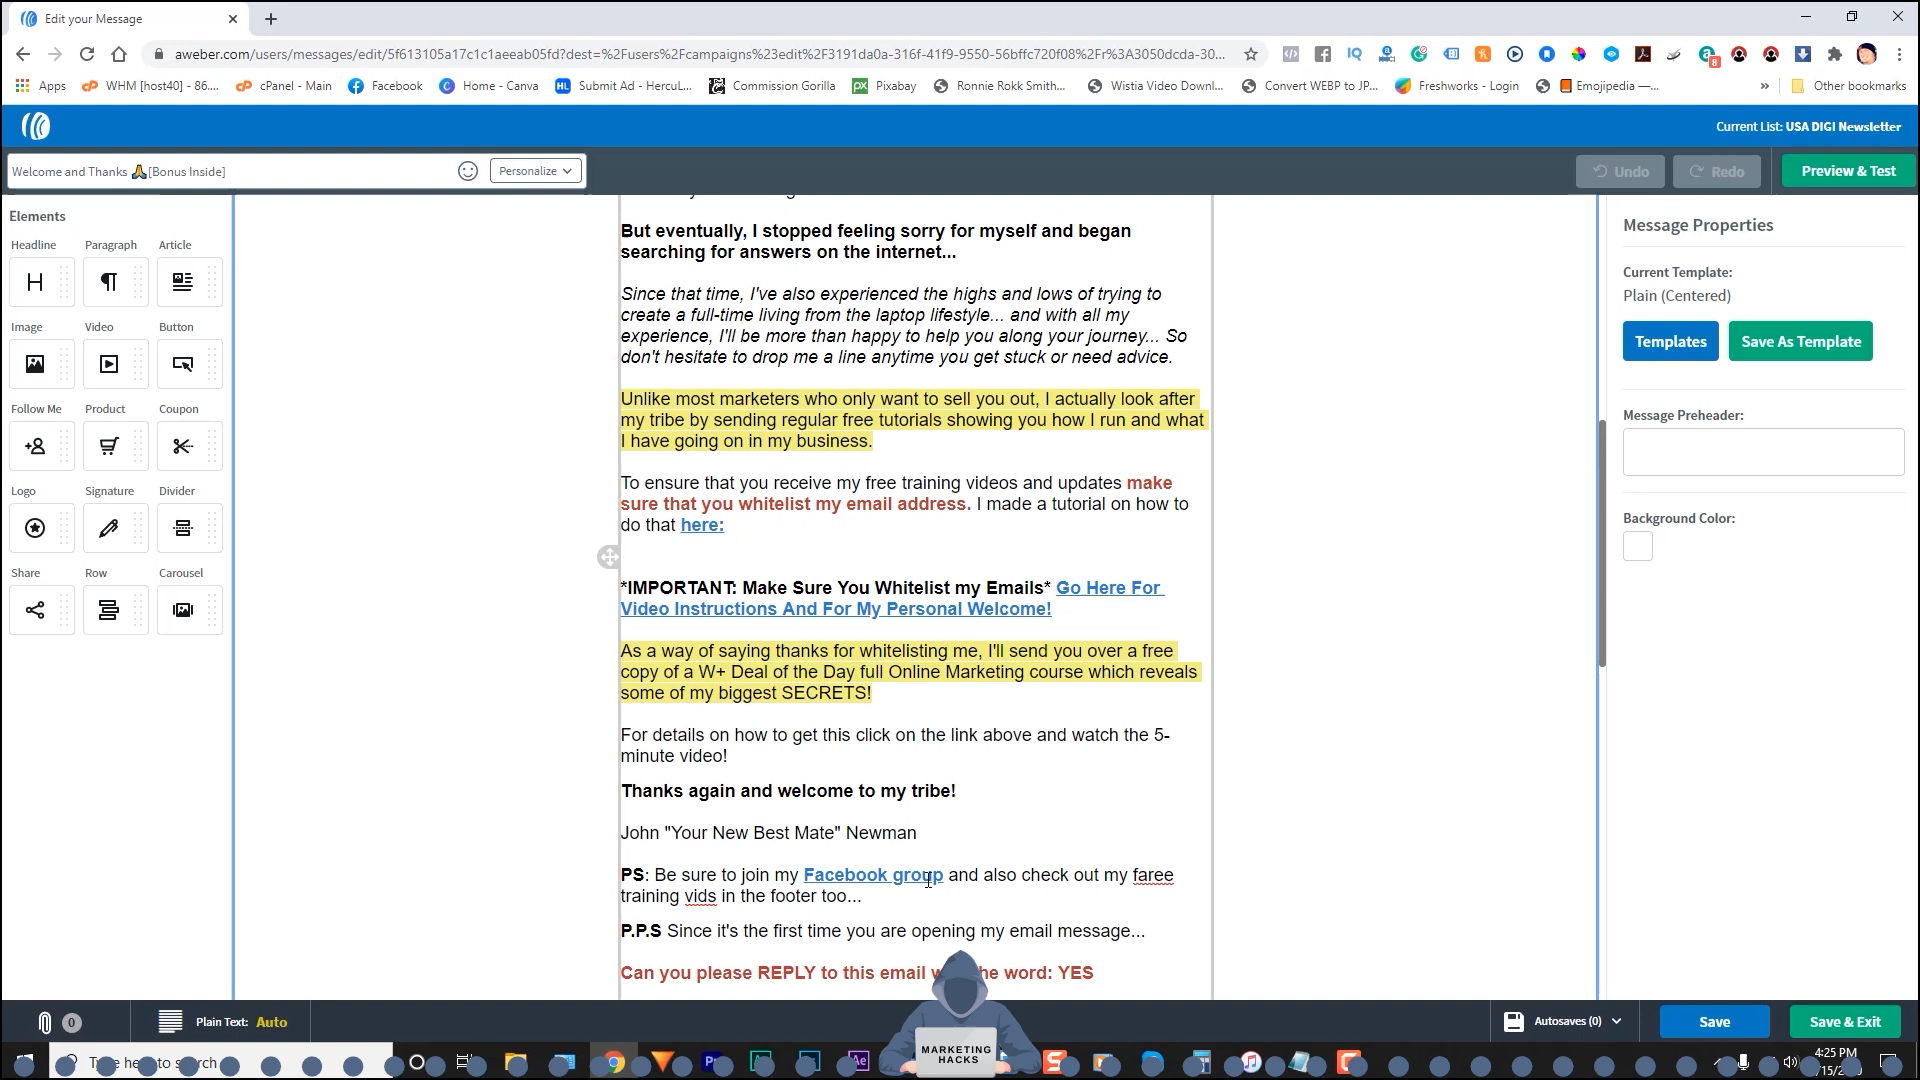 Edit your Message
aweber.com/users/messages/edit/5f613105a17c1c1aeeab05fd?dest=%2Fusers%2Fcampaigns%23edit%2F3191da0a-316f-41f9-9550-56bffc720f08%2Fr%3A3050dcda-30...
8
Apps
WHM [host40] - 86....
cPanel - Main
Facebook
Home - Canva
Submit Ad - HercuL...
Commission Gorilla
Pixabay
Ronnie Rokk Smith...
Wistia Video Downl...
Convert WEBP to JP...
Freshworks - Login
Emojipedia —...
Other bookmarks
Current List: USA DIGI Newsletter
Welcome and Thanks 🙏[Bonus Inside]
Personalize
Undo
Redo
Preview & Test
Elements
Headline Paragraph Article
Image Video Button
Follow Me Product Coupon
Logo Signature Divider
Share Row Carousel
But eventually, I stopped feeling sorry for myself and began
searching for answers on the internet...
Since that time, I've also experienced the highs and lows of trying to
create a full-time living from the laptop lifestyle... and with all my
experience, I'll be more than happy to help you along your journey... So
don't hesitate to drop me a line anytime you get stuck or need advice.
Unlike most marketers who only want to sell you out, I actually look after
my tribe by sending regular free tutorials showing you how I run and what
I have going on in my business.
To ensure that you receive my free training videos and updates make
sure that you whitelist my email address. I made a tutorial on how to
do that here:
*IMPORTANT: Make Sure You Whitelist my Emails* Go Here For
Video Instructions And For My Personal Welcome!
As a way of saying thanks for whitelisting me, I'll send you over a free
copy of a W+ Deal of the Day full Online Marketing course which reveals
some of my biggest SECRETS!
For details on how to get this click on the link above and watch the 5-
minute video!
Thanks again and welcome to my tribe!
John "Your New Best Mate" Newman
PS: Be sure to join my Facebook group and also check out my faree
training vids in the footer too...
P.P.S Since it's the first time you are opening my email message...
Can you please REPLY to this email w he word: YES
Message Properties
Current Template:
Plain (Centered)
Templates
Save As Template
Message Preheader:
Background Color:
0
Plain Text: Auto
Autosaves (0)
Save
Save & Exit
Type here to search
MARKETING
HACKS
4:25 PM